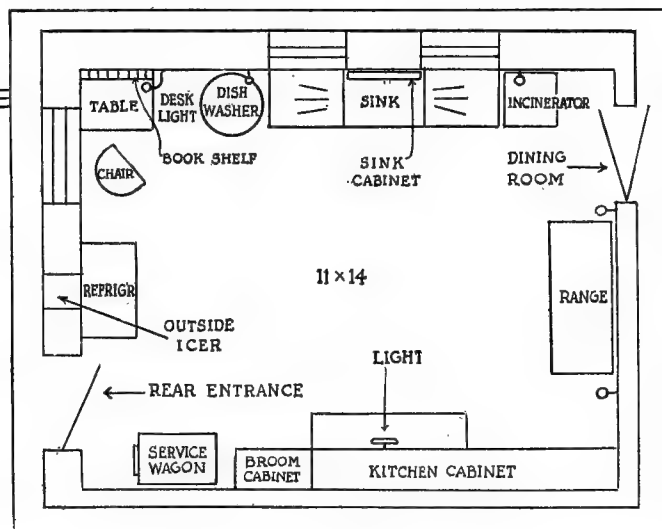 TABLE
DESK
LIGHT
DISH
WASHER
SINK
INCINERATOR
BOOK SHELF
CHAIR
SINK
CABINET
DINING
ROOM
11 × 14
REFRIGR
RANGE
OUTSIDE
ICER
LIGHT
REAR ENTRANCE
SERVICE
WAGON
BROOM
CABINET
KITCHEN CABINET